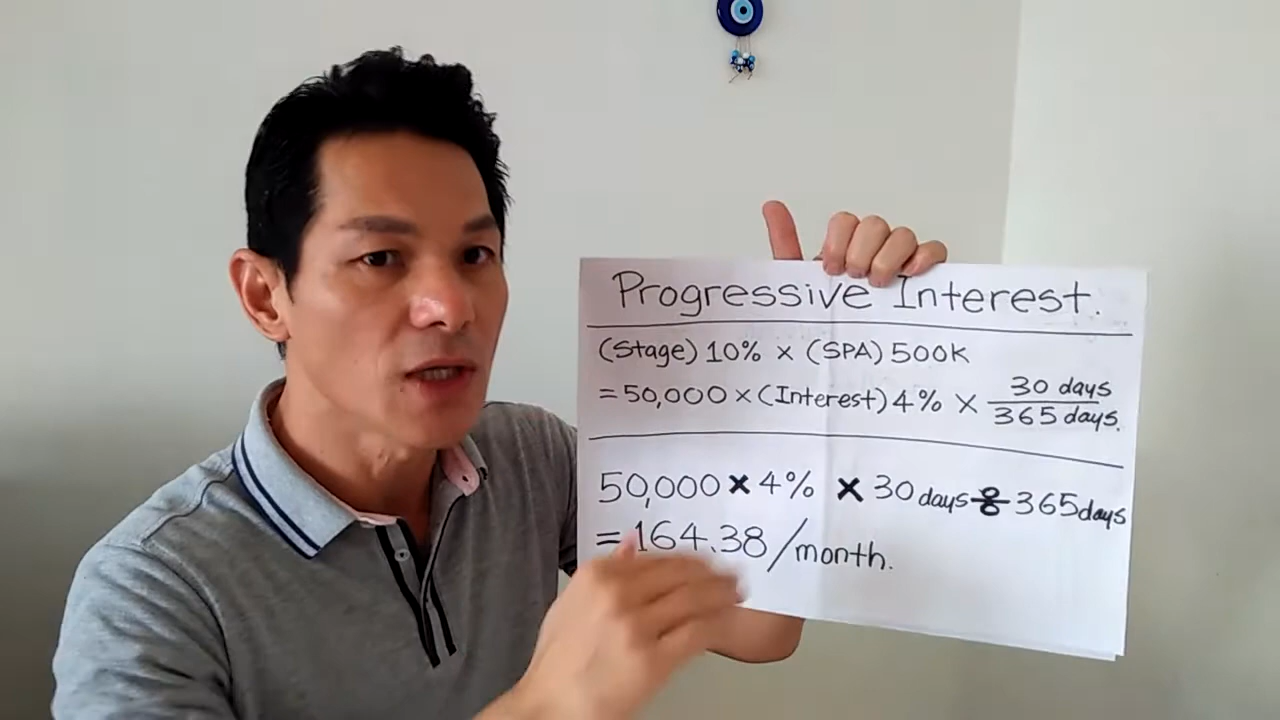 Progressive Interest.
(Stage) 10% × (SPA) 500K
= 50,000 × (Interest) 4% × 30 days / 365 days.
50,000 × 4% × 30 days ÷ 365 days
= 164.38/month.